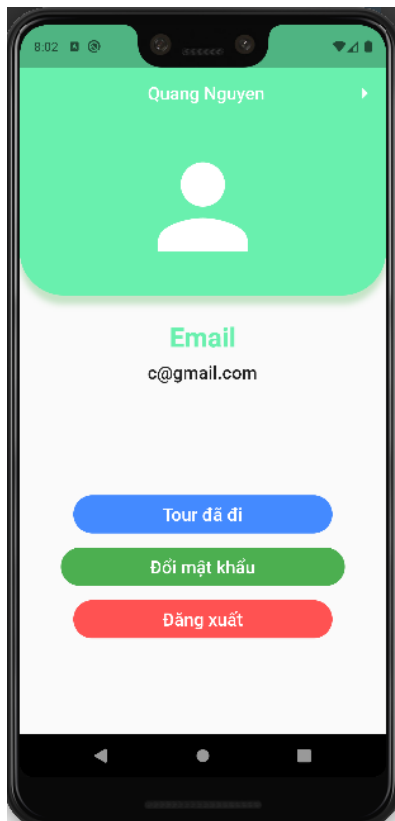 8:02
Quang Nguyen
Email
c@gmail.com
Tour đã đi
Đổi mật khẩu
Đăng xuất